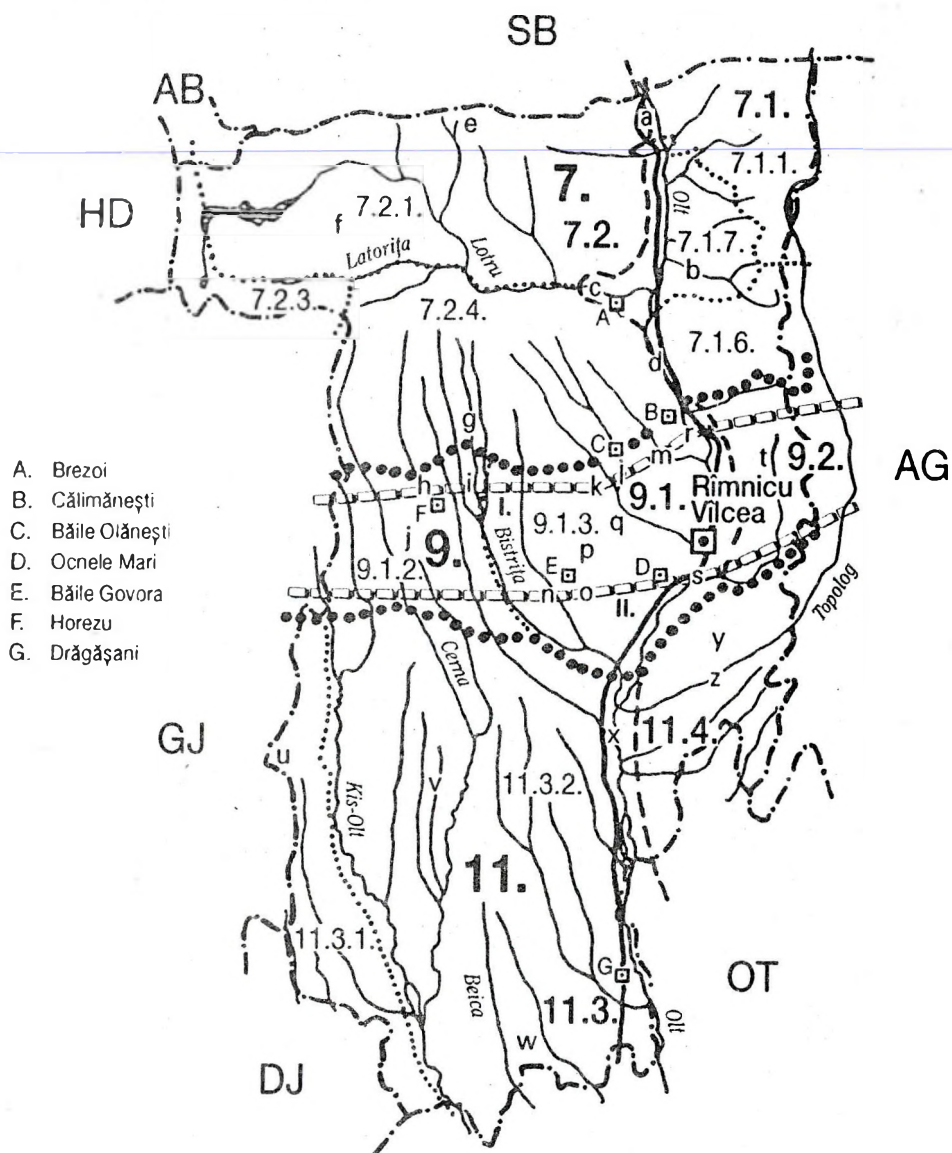 SB
AB
a
7.1.
e
7.1.1.
7.
HD
7.2.1.
Olt
f
7.2.
7.1.7.
Latorița
Lotru
b
c
7.2.3.
A
7.2.4.
7.1.6.
d
B
g
r
C
m
t
9.2.
AG
h
i
k
l
9.1.
Rîmnicu
Vîlcea
F
I.
9.1.3.
q
j
9.
Bistrița
p
9.1.2.
E
D
s
n
o
II.
Topolog
y
Cerna
z
GJ
x
11.4.
u
v
11.3.2.
Kis-Olt
11.
11.3.1.
G
OT
Beica
11.3.
Olt
w
DJ
A. Brezoi
B. Călimănești
C. Băile Olănești
D. Ocnele Mari
E. Băile Govora
F. Horezu
G. Drăgășani